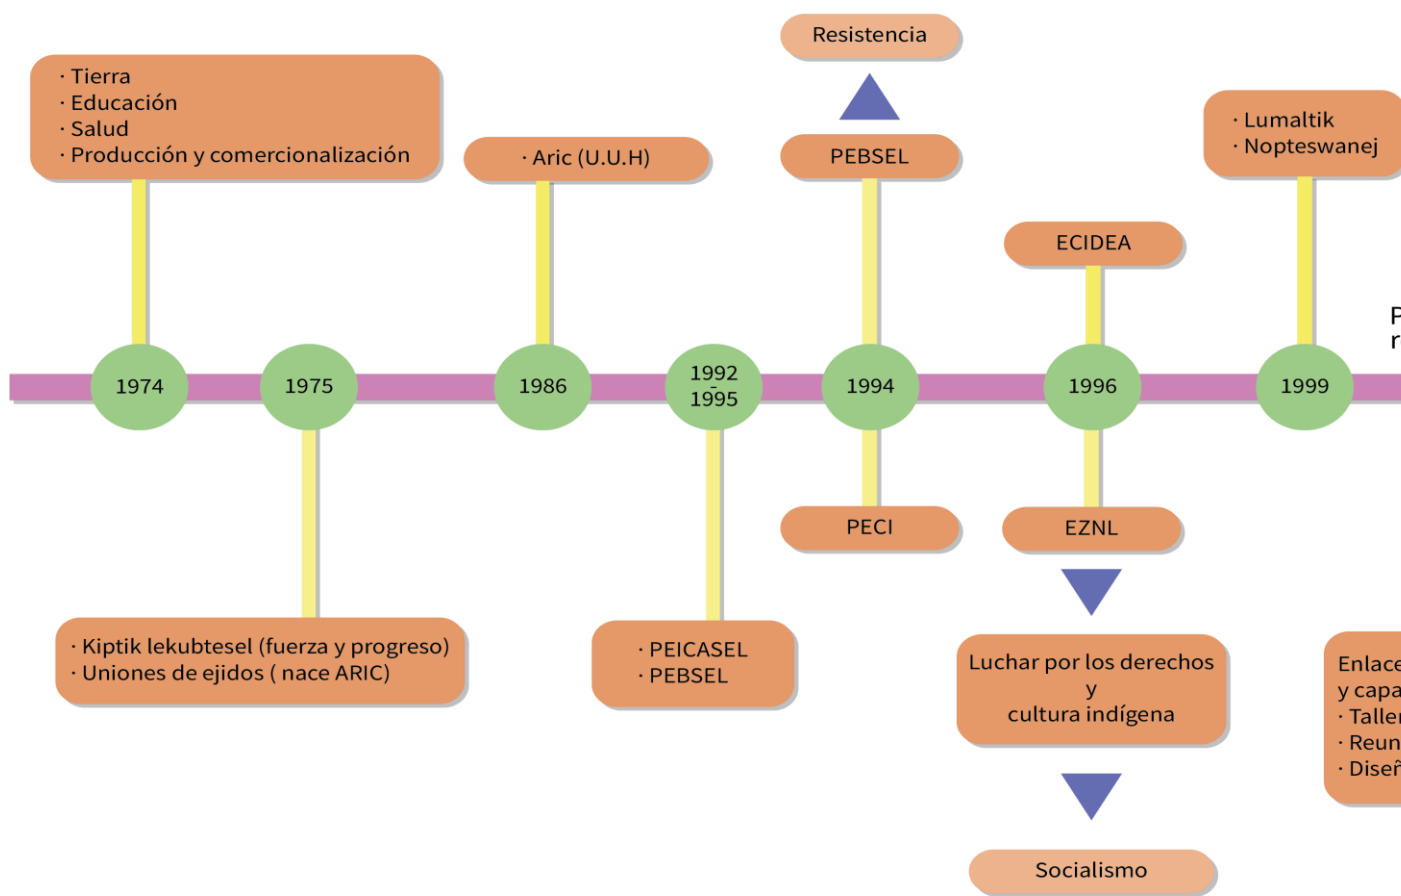 Resistencia
· Tierra
· Educación
· Salud
· Producción y comercionalización
· Aric (U.U.H)
PEBSEL
· Lumaltik
· Nopteswanej
ECIDEA
1974
1975
1986
1992
-
1995
1994
1996
1999
PECI
EZNL
· Kiptik lekubtesel (fuerza y progreso)
· Uniones de ejidos ( nace ARIC)
· PEICASEL
· PEBSEL
Luchar por los derechos
y
cultura indígena
Enlace
y
·
·
·
Socialismo